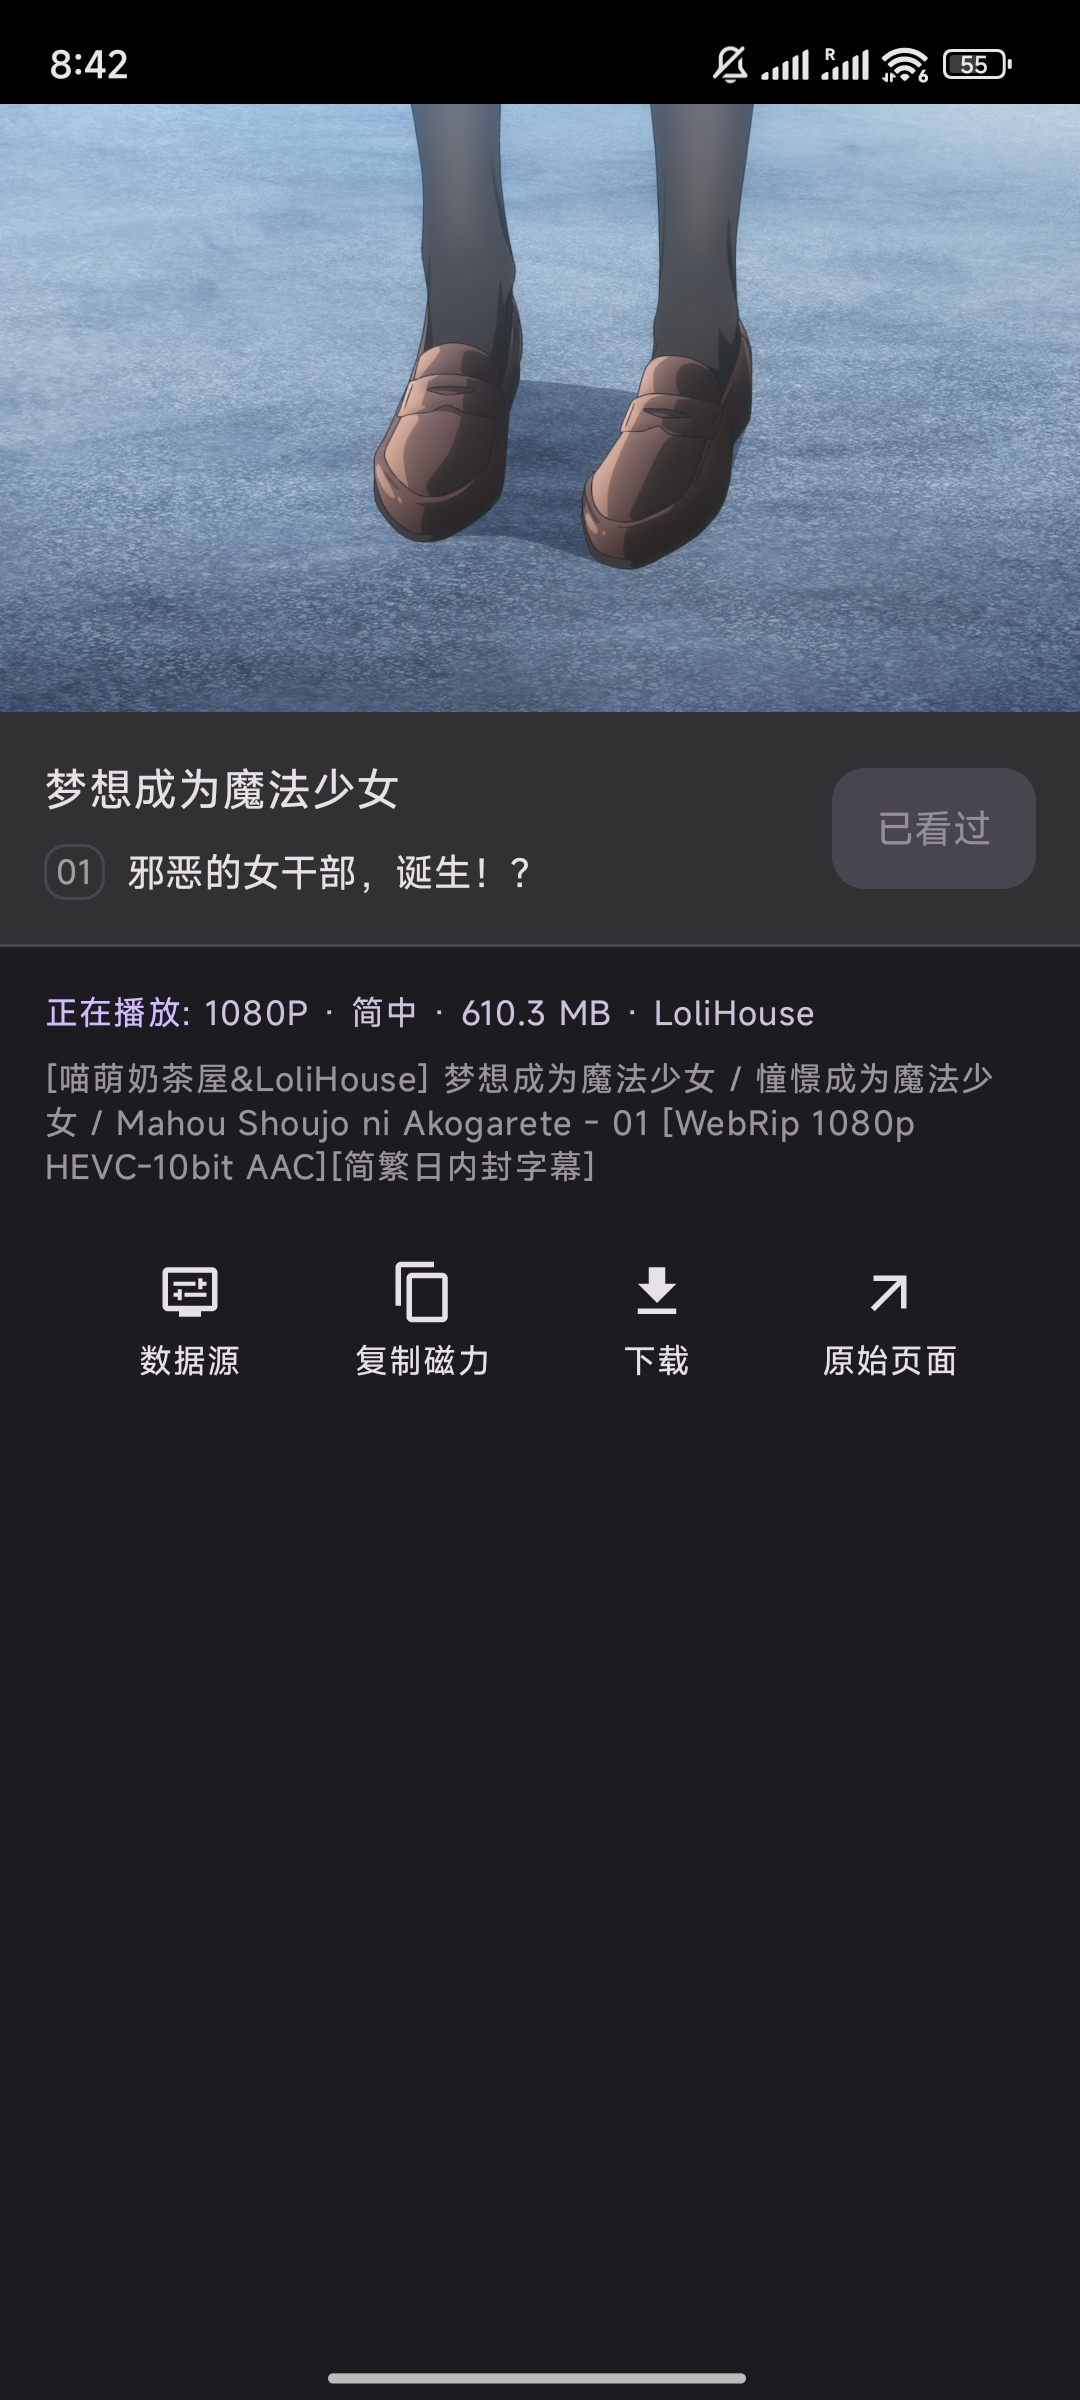 8:42
R
6
55
梦想成为魔法少女
已看过
01 邪恶的女干部，诞生！？
正在播放: 1080P · 简中 · 610.3 MB · LoliHouse
[喵萌奶茶屋&LoliHouse] 梦想成为魔法少女 / 憧憬成为魔法少
女 / Mahou Shoujo ni Akogarete - 01 [WebRip 1080p
HEVC-10bit AAC][简繁日内封字幕]
数据源
复制磁力
下载
原始页面